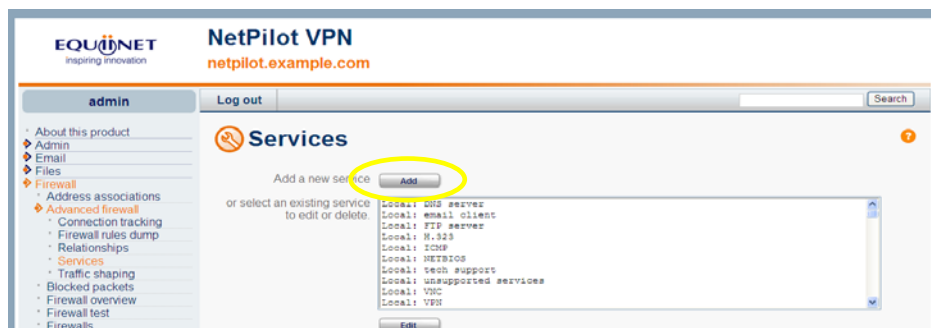 EQUIINET
inspiring innovation
NetPilot VPN
netpilot.example.com
admin
Log out
Search
About this product
Admin
Email
Files
Firewall
Address associations
Advanced firewall
Connection tracking
Firewall rules dump
Relationships
Services
Traffic shaping
Blocked packets
Firewall overview
Firewall test
Firewalls
Services
?
Add a new service
Add
or select an existing service
to edit or delete.
Local: DNS server
Local: email client
Local: FTP server
Local: H.323
Local: ICMP
Local: NETBIOS
Local: tech support
Local: unsupported services
Local: VNC
Local: VPN
Edit